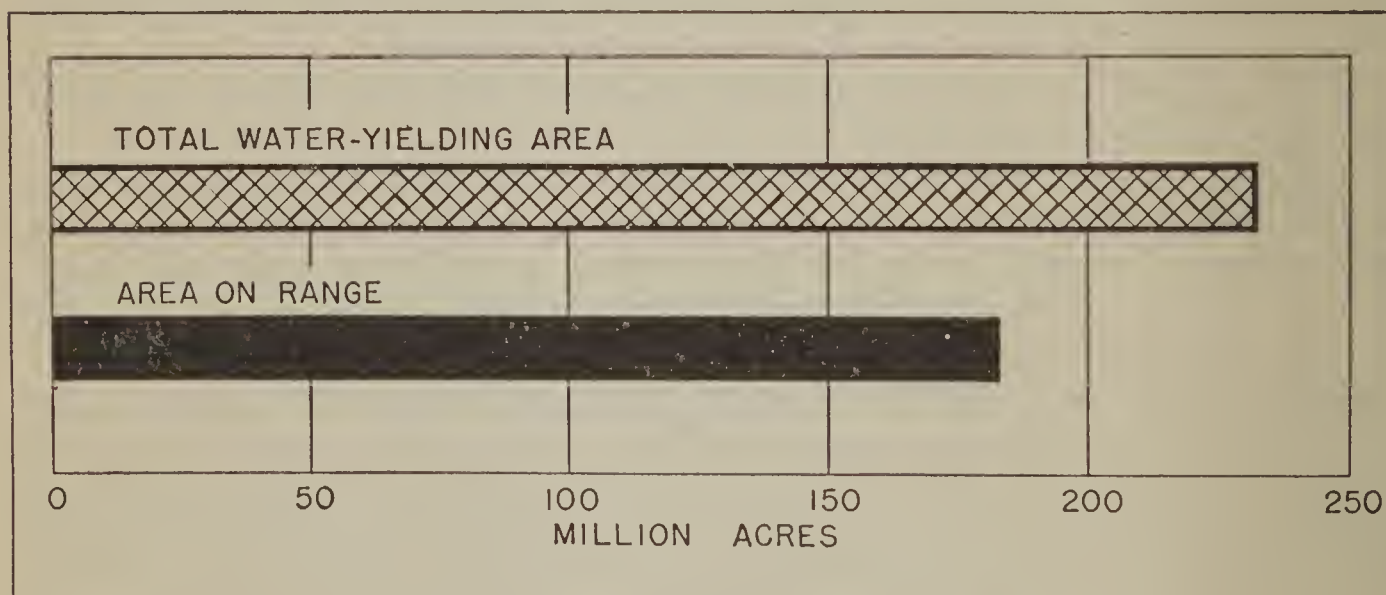 TOTAL WATER-YIELDING AREA
AREA ON RANGE
0 50 100 150 200 250
MILLION ACRES